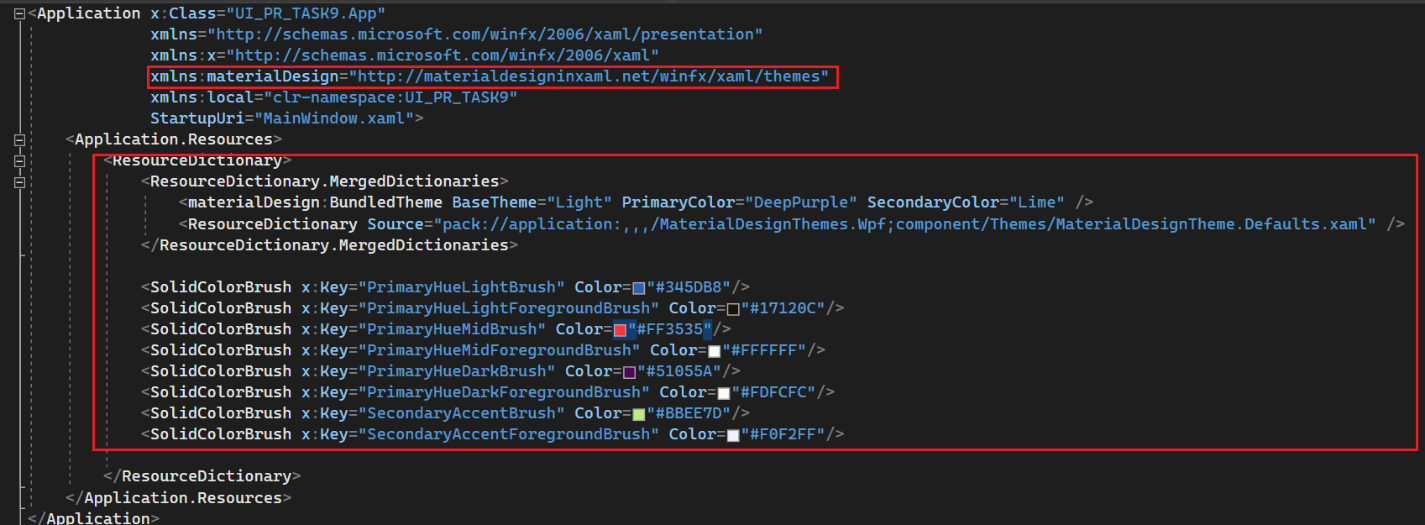 <Application x:Class="UI_PR_TASK9.App"
xmlns="http://schemas.microsoft.com/winfx/2006/xaml/presentation"
xmlns:x="http://schemas.microsoft.com/winfx/2006/xaml"
xmlns:materialDesign="http://materialdesigninxaml.net/winfx/xaml/themes"
xmlns:local="clr-namespace:UI_PR_TASK9"
StartupUri="MainWindow.xaml">
<Application.Resources>
<ResourceDictionary>
<ResourceDictionary.MergedDictionaries>
<materialDesign:BundledTheme BaseTheme="Light" PrimaryColor="DeepPurple" SecondaryColor="Lime" />
<ResourceDictionary Source="pack://application:,,,/MaterialDesignThemes.Wpf;component/Themes/MaterialDesignTheme.Defaults.xaml" />
</ResourceDictionary.MergedDictionaries>
<SolidColorBrush x:Key="PrimaryHueLightBrush" Color="#345DB8"/>
<SolidColorBrush x:Key="PrimaryHueLightForegroundBrush" Color="#17120C"/>
<SolidColorBrush x:Key="PrimaryHueMidBrush" Color="#FF3535"/>
<SolidColorBrush x:Key="PrimaryHueMidForegroundBrush" Color="#FFFFFF"/>
<SolidColorBrush x:Key="PrimaryHueDarkBrush" Color="#51055A"/>
<SolidColorBrush x:Key="PrimaryHueDarkForegroundBrush" Color="#FDFCFC"/>
<SolidColorBrush x:Key="SecondaryAccentBrush" Color="#BBEE7D"/>
<SolidColorBrush x:Key="SecondaryAccentForegroundBrush" Color="#F0F2FF"/>
</ResourceDictionary>
</Application.Resources>
</Application>